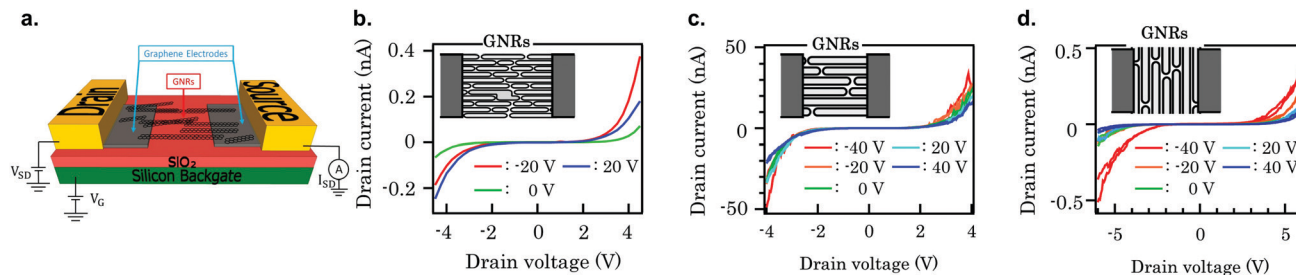 a.
Graphene Electrodes
GNRs
Drain
Source
SiO₂
Silicon Backgate
V_SD
V_G
I_SD
A
b.
GNRs
Drain current (nA)
0.4
0.2
0
-0.2
: -20 V
: 20 V
: 0 V
-4 -2 0 2 4
Drain voltage (V)
c.
GNRs
Drain current (nA)
50
0
-50
: -40 V
: 20 V
: -20 V
: 40 V
: 0 V
-4 -2 0 2 4
Drain voltage (V)
d.
GNRs
Drain current (nA)
0.5
0
-0.5
: -40 V
: 20 V
: -20 V
: 40 V
: 0 V
-5 0 5
Drain voltage (V)